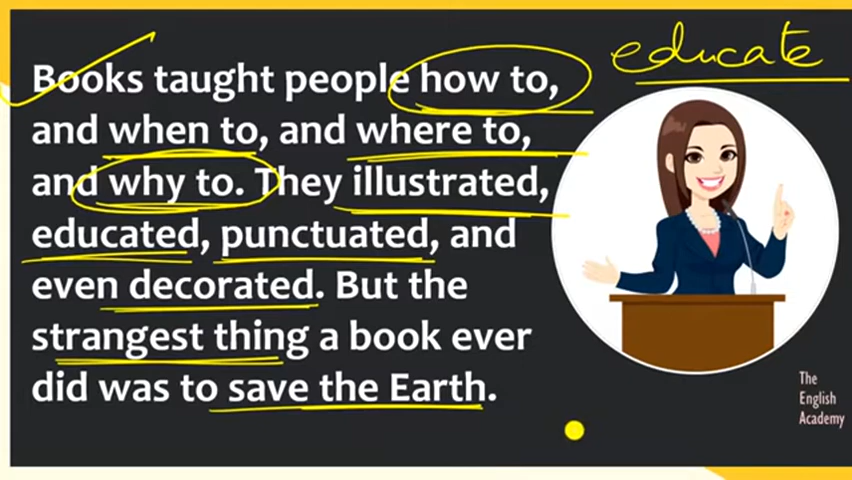 educate
Books taught people how to,
and when to, and where to,
and why to. They illustrated,
educated, punctuated, and
even decorated. But the
strangest thing a book ever
did was to save the Earth.
The
English
Academy